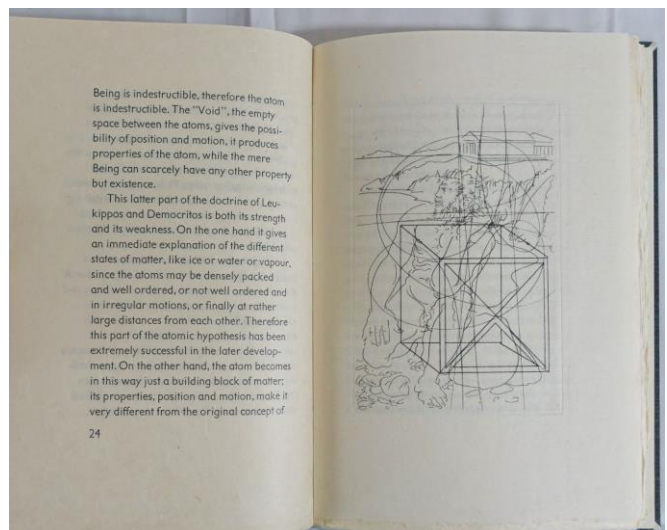 Being is indestructible, therefore the atom
is indestructible. The "Void", the empty
space between the atoms, gives the possi-
bility of position and motion, it produces
properties of the atom, while the mere
Being can scarcely have any other property
but existence.
This latter part of the doctrine of Leu-
kippos and Democritos is both its strength
and its weakness. On the one hand it gives
an immediate explanation of the different
states of matter, like ice or water or vapour,
since the atoms may be densely packed
and well ordered, or not well ordered and
in irregular motions, or finally at rather
large distances from each other. Therefore
this part of the atomic hypothesis has been
extremely successful in the later develop-
ment. On the other hand, the atom becomes
in this way just a building block of matter;
its properties, position and motion, make it
very different from the original concept of
24